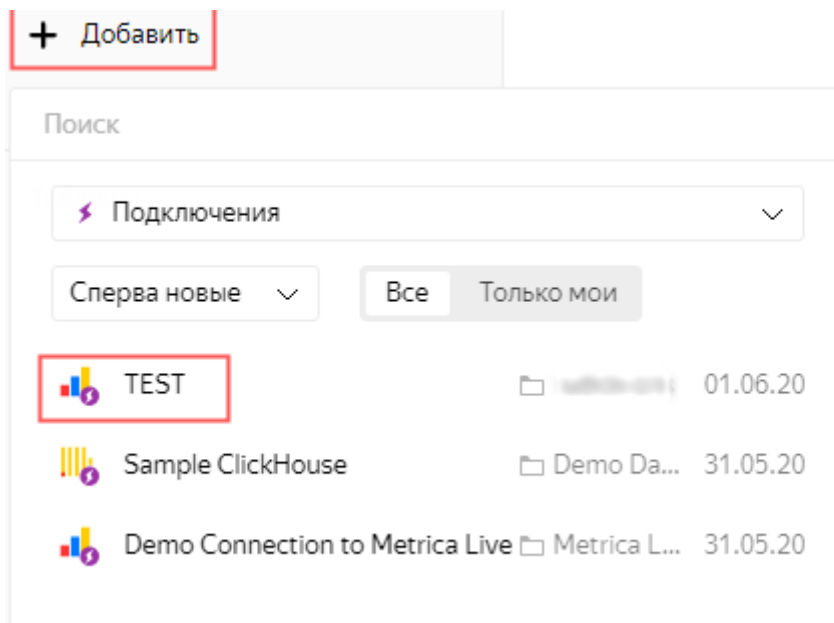 + Добавить
Поиск
Подключения
Сперва новые Все Только мои
TEST 01.06.20
Sample ClickHouse Demo Da... 31.05.20
Demo Connection to Metrica Live Metrica L... 31.05.20